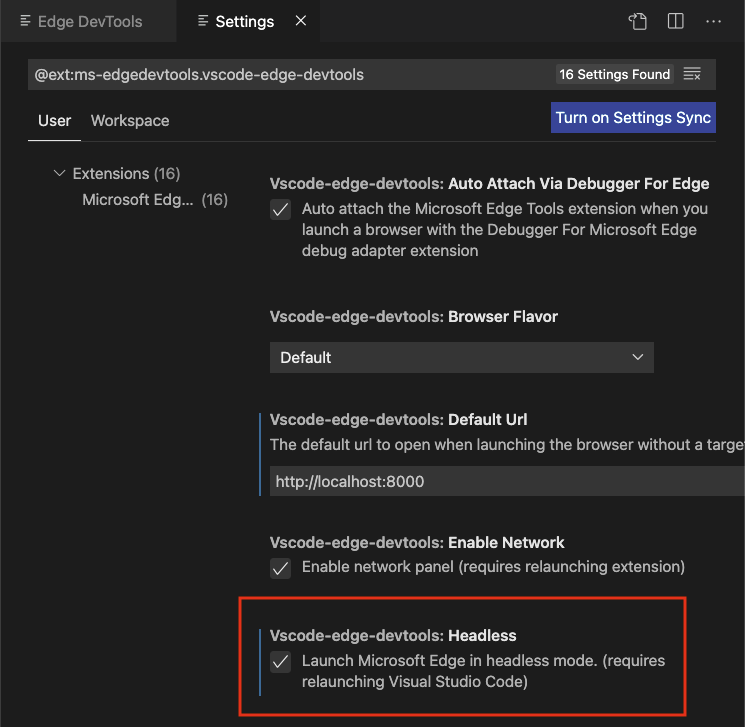 Edge DevTools
Settings
@ext:ms-edgedevtools.vscode-edge-devtools
16 Settings Found
User
Workspace
Turn on Settings Sync
Extensions (16)
Microsoft Edg... (16)
Vscode-edge-devtools: Auto Attach Via Debugger For Edge
Auto attach the Microsoft Edge Tools extension when you
launch a browser with the Debugger For Microsoft Edge
debug adapter extension
Vscode-edge-devtools: Browser Flavor
Default
Vscode-edge-devtools: Default Url
The default url to open when launching the browser without a targe
http://localhost:8000
Vscode-edge-devtools: Enable Network
Enable network panel (requires relaunching extension)
Vscode-edge-devtools: Headless
Launch Microsoft Edge in headless mode. (requires
relaunching Visual Studio Code)